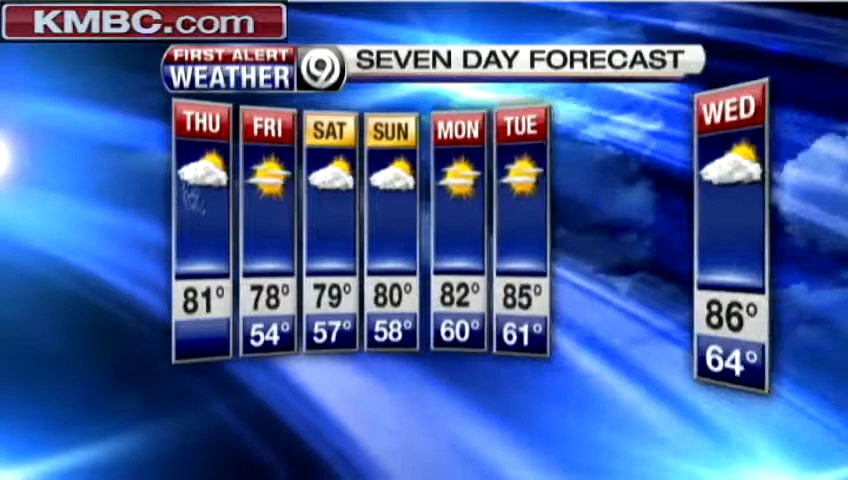 KMBC.com
FIRST ALERT
WEATHER 9 SEVEN DAY FORECAST
THU FRI SAT SUN MON TUE WED
81° 78° 79° 80° 82° 85° 86°
54° 57° 58° 60° 61° 64°